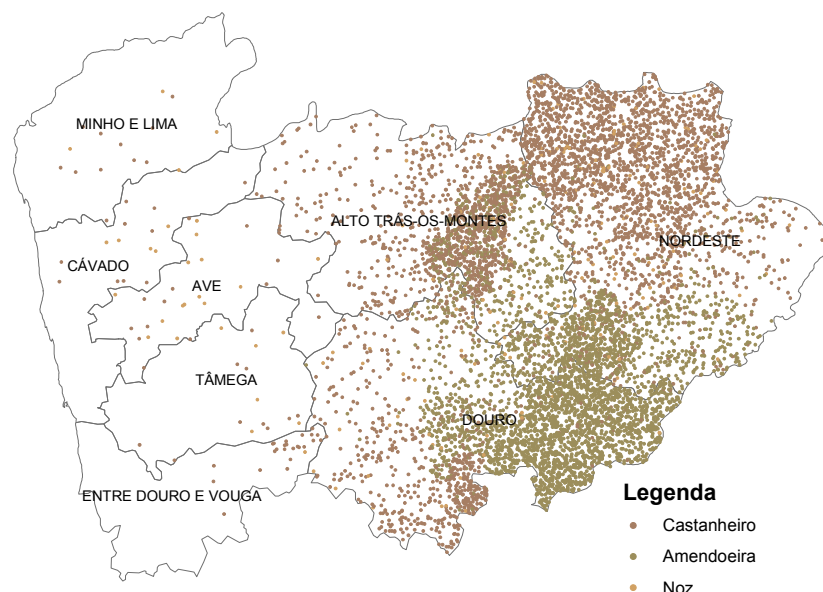 MINHO E LIMA
ALTO TRÁS-OS-MONTES
NORDESTE
CÁVADO
AVE
TÂMEGA
DOURO
ENTRE DOURO E VOUGA
Legenda
Castanheiro
Amendoeira
Noz